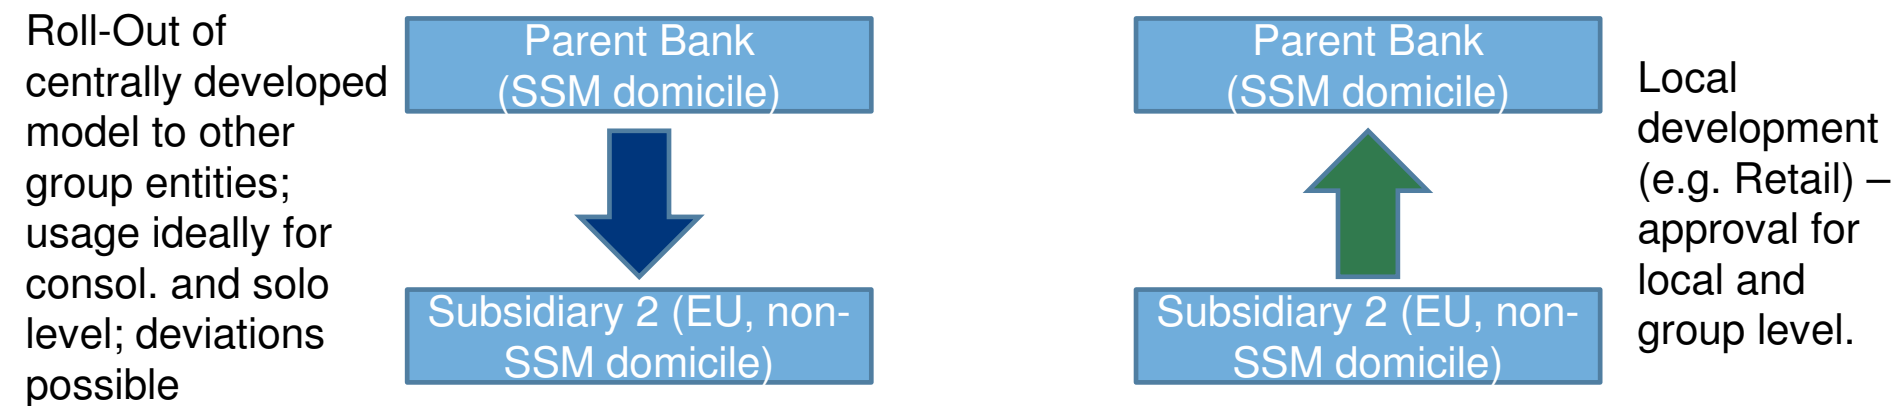 Roll-Out of
centrally developed
model to other
group entities;
usage ideally for
consol. and solo
level; deviations
possible
Parent Bank
(SSM domicile)
Subsidiary 2 (EU, non-
SSM domicile)
Parent Bank
(SSM domicile)
Subsidiary 2 (EU, non-
SSM domicile)
Local
development
(e.g. Retail) –
approval for
local and
group level.